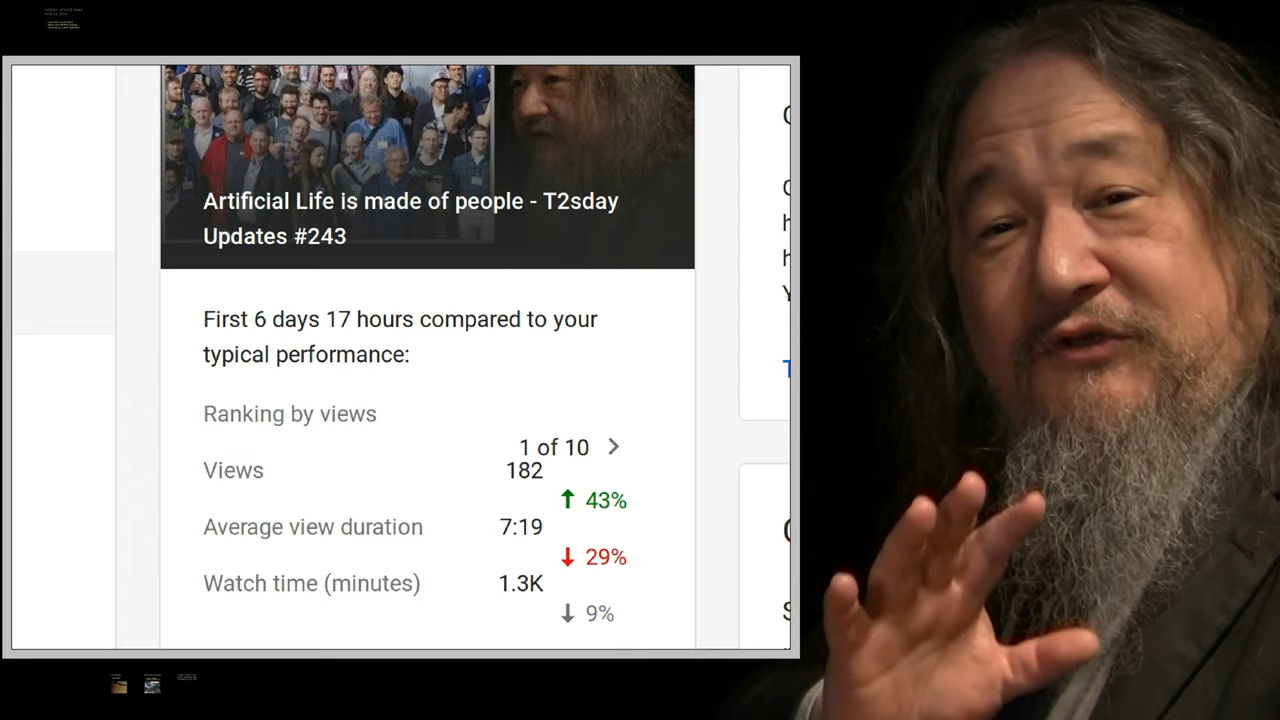 Artificial Life is made of people - T2sday
Updates #243
First 6 days 17 hours compared to your
typical performance:
Ranking by views
1 of 10
Views
182
43%
Average view duration
7:19
29%
Watch time (minutes)
1.3K
9%